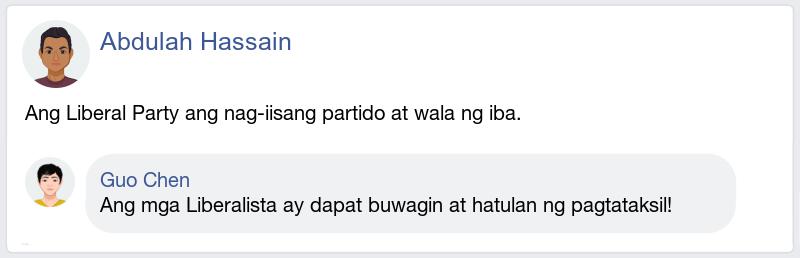 Abdulah Hassain
Ang Liberal Party ang nag-iisang partido at wala ng iba.
Guo Chen
Ang mga Liberalista ay dapat buwagin at hatulan ng pagtataksil!